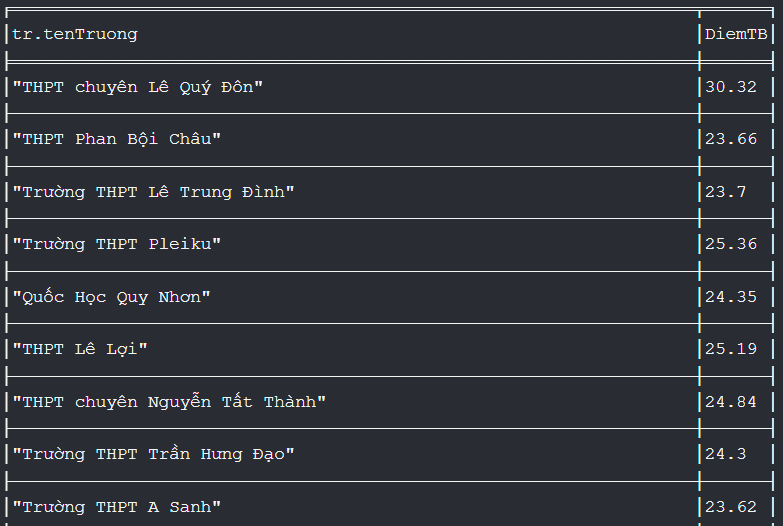 tr.tenTruong DiemTB
"THPT chuyên Lê Quý Đôn" 30.32
"THPT Phan Bội Châu" 23.66
"Trường THPT Lê Trung Đình" 23.7
"Trường THPT Pleiku" 25.36
"Quốc Học Quy Nhơn" 24.35
"THPT Lê Lợi" 25.19
"THPT chuyên Nguyễn Tất Thành" 24.84
"Trường THPT Trần Hưng Đạo" 24.3
"Trường THPT A Sanh" 23.62